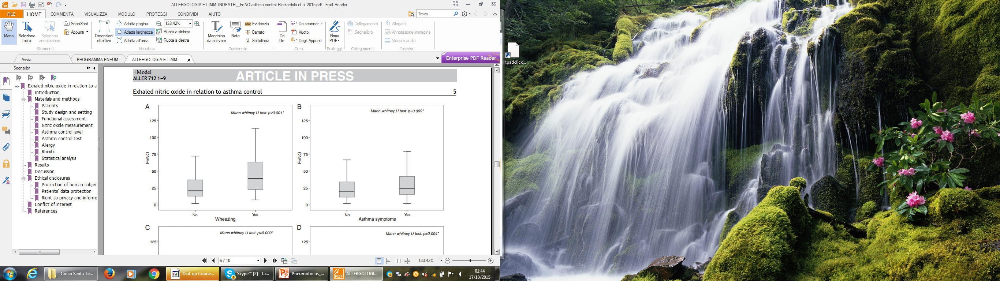 ALLERGOLOGIA ET IMMUNOPATH__FeNO asthma control Ricciardolo et al 2015.pdf - Foxit Reader
FILE HOME COMMENTA VISUALIZZA MODULO PROTEGGI CONDIVIDI AIUTO
Trova
Mano
Seleziona testo
Seleziona annotazione
SnapShot
Appunti
Strumenti
Dimensioni effettive
Adatta pagina
Adatta larghezza
Adatta all'area
133.42%
Ruota a sinistra
Ruota a destra
Visualizza
Macchina da scrivere
Nota
Evidenzia
Barrato
Sottolinea
Commento
Da file
Da scanner
Vuoto
Dagli Appunti
Crea
Firma PDF
Proteggi
Collegamento
Segnalibro
Collegamenti
Allegato
Annotazione immagine
Video e audio
Inserisci
Avvia
PROGRAMMA PNEUM...
ALLERGOLOGIA ET IMM...
Enterprise PDF Reader
Segnalibri
Exhaled nitric oxide in relation to a
Introduction
Materials and methods
Patients
Study design and setting
Functional assessment
Nitric oxide measurement
Asthma control level
Asthma control test
Allergy
Rhinitis
Statistical analysis
Results
Discussion
Ethical disclosures
Protection of human subjec
Patients' data protection
Right to privacy and informe
Conflict of interest
References
+Model
ALLER 712 1–9
ARTICLE IN PRESS
Exhaled nitric oxide in relation to asthma control 5
A
Mann whitney U test: p<0.001*
125
100
75
50
25
0
FeNO
No Yes
Wheezing
B
Mann whitney U test: p=0.009*
125
100
75
50
25
0
FeNO
No Yes
Asthma symptoms
C
Mann whitney U test: p=0.009*
125
D
Mann whitney U test: p=0.004*
125
6 / 10
133.42%
Corso Santa Te...
Dial-up Conne...
Skype™ [2] - fa...
Pneumofocus_...
ALLERGOLOGI...
01:44
17/10/2015
tpadclick...